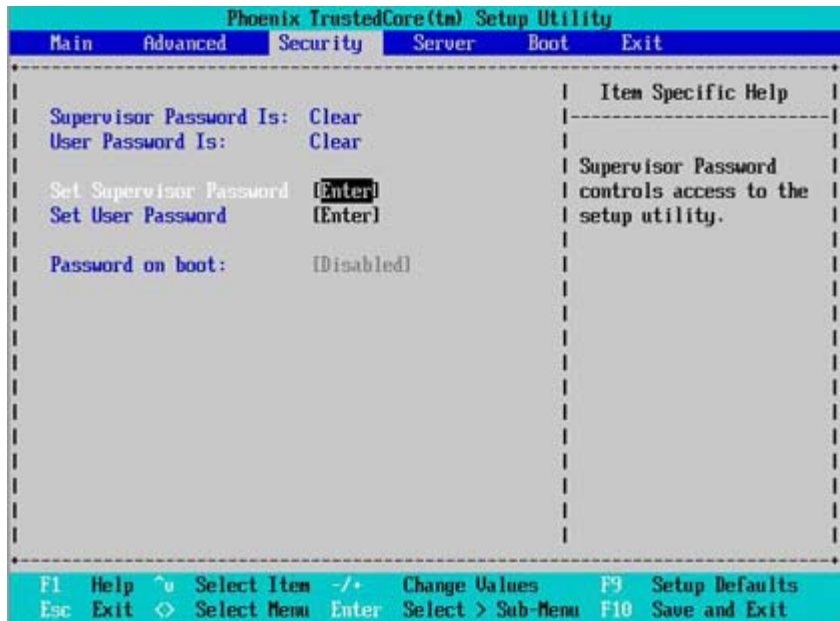 Phoenix TrustedCore(tm) Setup Utility
Main Advanced Security Server Boot Exit
Item Specific Help
Supervisor Password Is: Clear
User Password Is: Clear
Supervisor Password
Set Supervisor Password [Enter] controls access to the
Set User Password [Enter] setup utility.
Password on boot: [Disabled]
F1 Help ^v Select Item -/+ Change Values F9 Setup Defaults
Esc Exit <> Select Menu Enter Select > Sub-Menu F10 Save and Exit